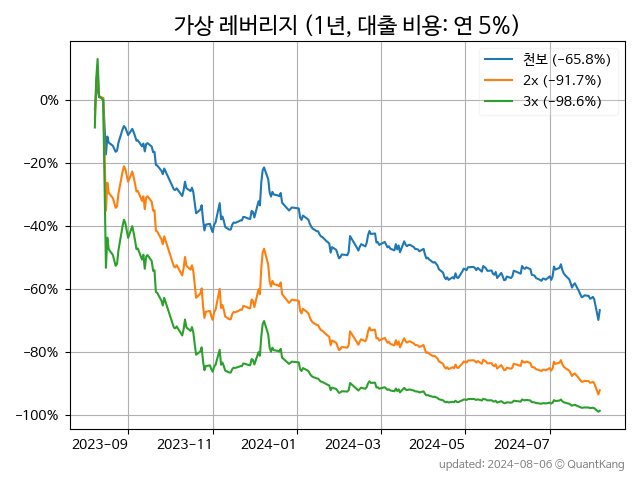 가상 레버리지 (1년, 대출 비용: 연 5%)
천보 (−65.8%)
2x (−91.7%)
3x (−98.6%)
0%
−20%
−40%
−60%
−80%
−100%
2023-09
2023-11
2024-01
2024-03
2024-05
2024-07
updated: 2024-08-06 © QuantKang